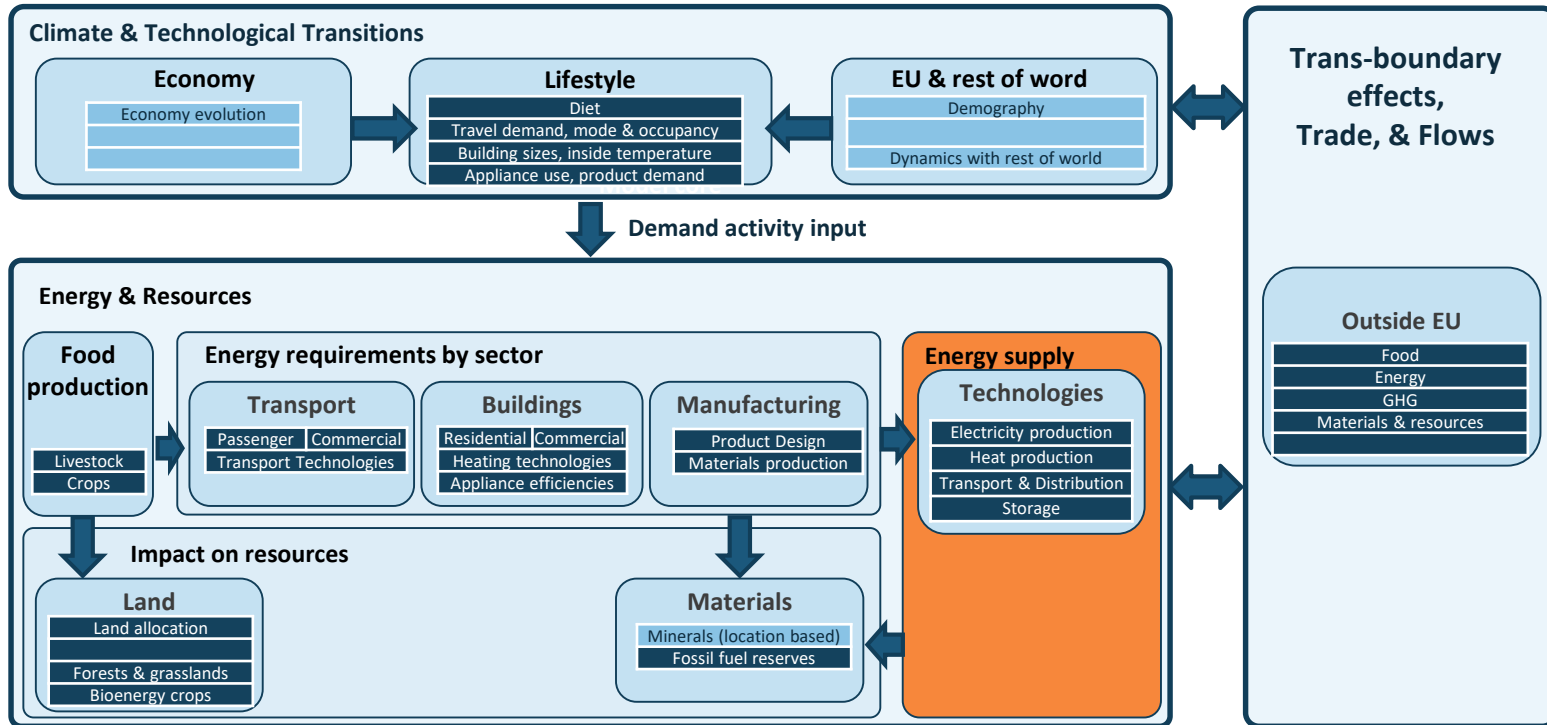 Climate & Technological Transitions
Economy
Economy evolution
Lifestyle
Diet
Travel demand, mode & occupancy
Building sizes, inside temperature
Appliance use, product demand
Model core
EU & rest of word
Demography
Dynamics with rest of world
Trans-boundary
effects,
Trade, & Flows
Demand activity input
Energy & Resources
Food
production
Livestock
Crops
Energy requirements by sector
Transport
Passenger
Commercial
Transport Technologies
Buildings
Residential
Commercial
Heating technologies
Appliance efficiencies
Manufacturing
Product Design
Materials production
Energy supply
Technologies
Electricity production
Heat production
Transport & Distribution
Storage
Outside EU
Food
Energy
GHG
Materials & resources
Impact on resources
Land
Land allocation
Forests & grasslands
Bioenergy crops
Materials
Minerals (location based)
Fossil fuel reserves